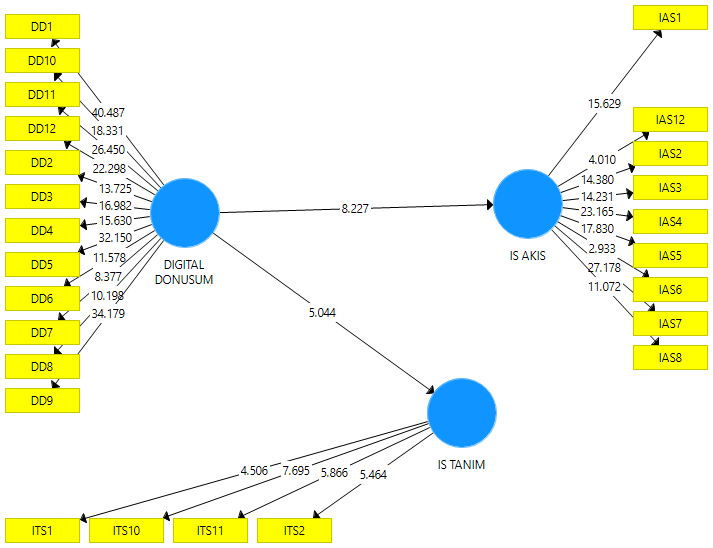 DD1
DD10
DD11
DD12
DD2
DD3
DD4
DD5
DD6
DD7
DD8
DD9
40.487
18.331
26.450
22.298
13.725
16.982
15.630
32.150
11.578
8.377
10.198
34.179
DIGITAL
DONUSUM
8.227
5.044
IS AKIS
15.629
4.010
14.380
14.231
23.165
17.830
2.933
27.178
11.072
IAS1
IAS12
IAS2
IAS3
IAS4
IAS5
IAS6
IAS7
IAS8
IS TANIM
4.506
7.695
5.866
5.464
ITS1
ITS10
ITS11
ITS2